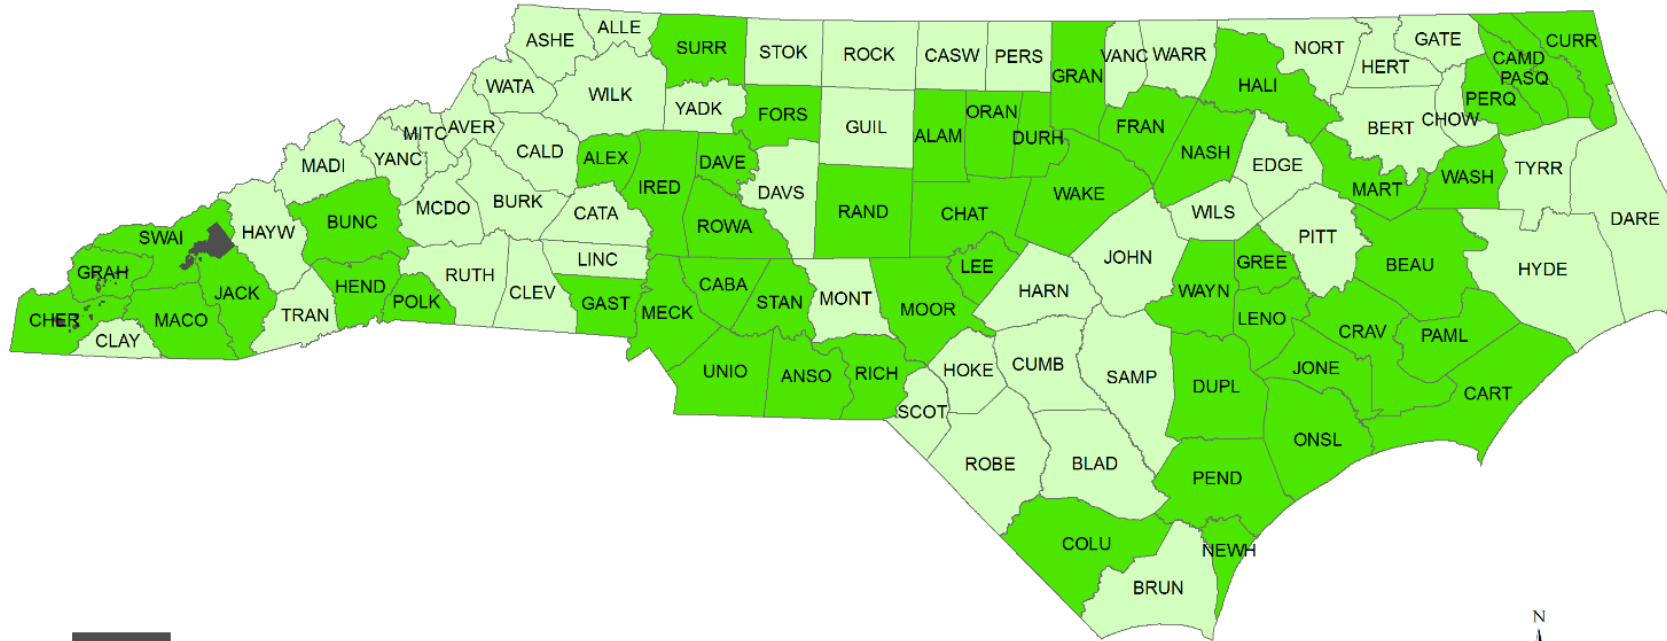 ALLE
ASHE
SURR
STOK
ROCK
CASW
PERS
GRAN
VANC
WARR
NORT
GATE
CURR
CAMD
HERT
PASQ
PERQ
HALI
WATA
WILK
YADK
FORS
GUIL
ALAM
ORAN
DURH
FRAN
NASH
BERT
CHOW
MITC
AVER
YANC
CALD
MADI
ALEX
IRED
DAVE
DAVS
EDGE
MART
WASH
TYRR
DARE
BURK
MCDO
CATA
RAND
CHAT
WAKE
WILS
PITT
ROWA
BUNC
HAYW
SWAI
GRAH
JACK
HEND
POLK
RUTH
CLEV
LINC
GAST
MECK
CABA
STAN
MONT
MOOR
LEE
HARN
JOHN
WAYN
GREE
LENO
BEAU
HYDE
CHER
CLAY
MACO
TRAN
CRAV
PAML
JONE
CART
UNIO
ANSO
RICH
HOKE
CUMB
SAMP
DUPL
SCOT
ROBE
BLAD
ONSL
PEND
COLU
NEWH
BRUN
N